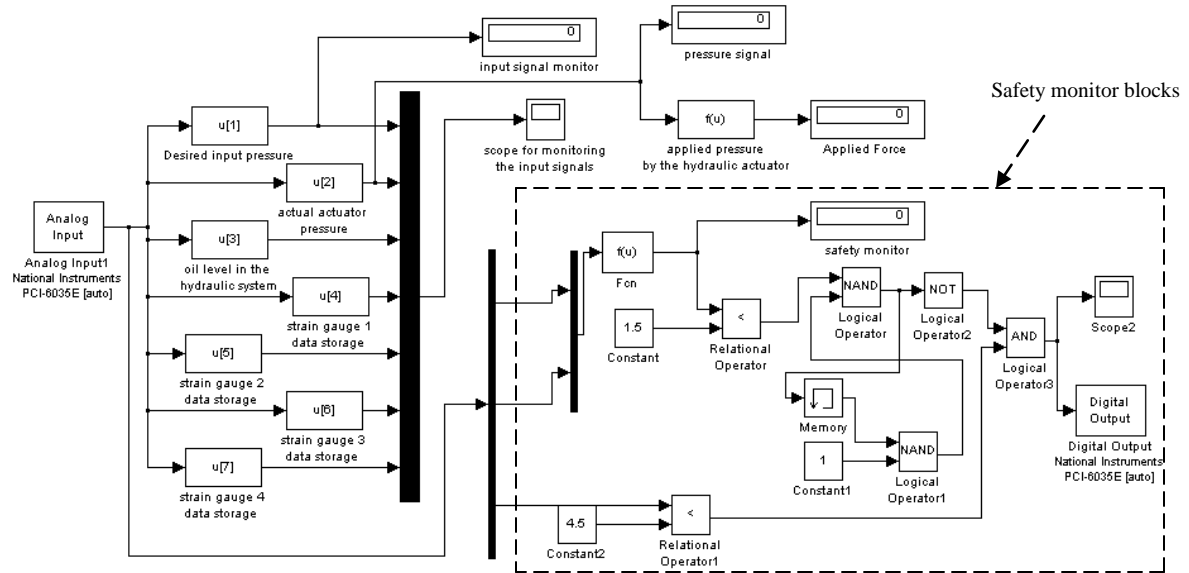 0
input signal monitor
0
pressure signal
Safety monitor blocks
u[1]
Desired input pressure
scope for monitoring
the input signals
f(u)
applied pressure
by the hydraulic actuator
0
Applied Force
u[2]
actual actuator
pressure
Analog
Input
Analog Input1
National Instruments
PCI-6035E [auto]
u[3]
oil level in the
hydraulic system
u[4]
strain gauge 1
data storage
u[5]
strain gauge 2
data storage
u[6]
strain gauge 3
data storage
u[7]
strain gauge 4
data storage
f(u)
Fcn
0
safety monitor
1.5
Constant
<
Relational
Operator
NAND
Logical
Operator
NOT
Logical
Operator2
AND
Logical
Operator3
Scope2
Memory
1
Constant1
NAND
Logical
Operator1
Digital
Output
Digital Output
National Instruments
PCI-6035E [auto]
4.5
Constant2
<
Relational
Operator1